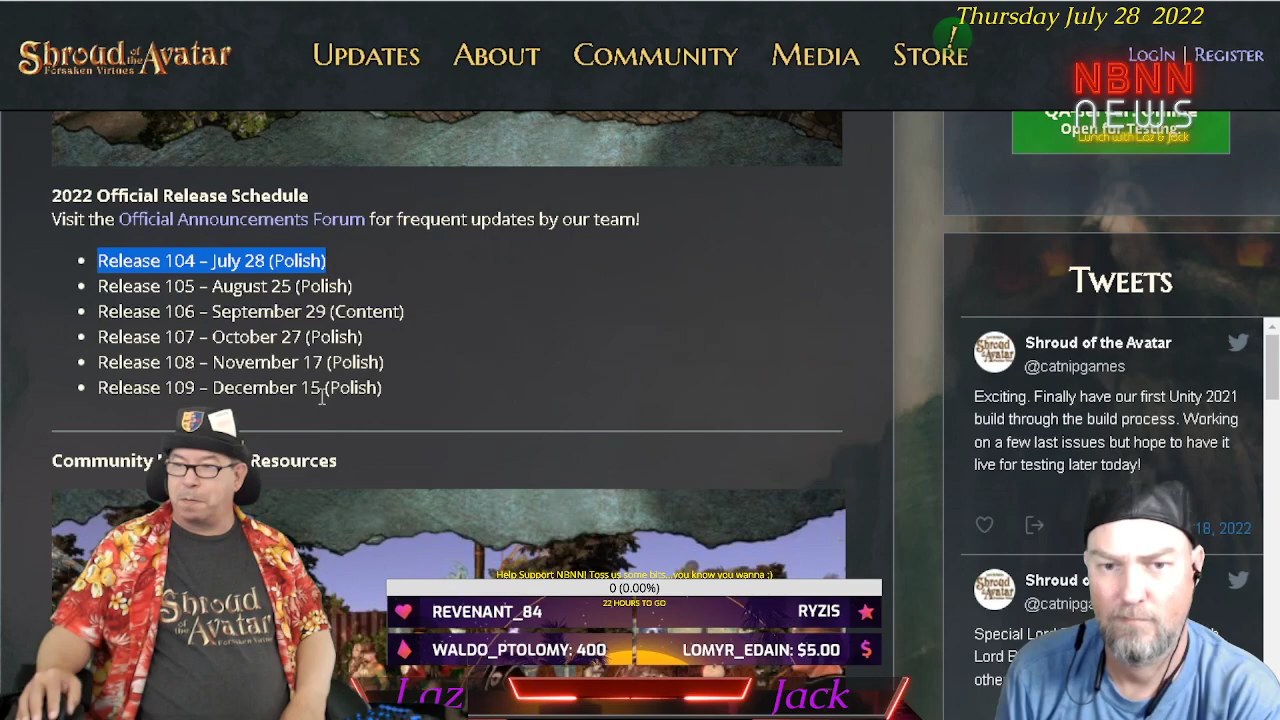 Thursday July 28 2022
Shroud of the Avatar
Forsaken Virtues
Updates About Community Media Store
!
LogIn | Register
NBNN
NEWS
Lunch with Laz & Jack
Open for Testing
2022 Official Release Schedule
Visit the Official Announcements Forum for frequent updates by our team!
Release 104 – July 28 (Polish)
Release 105 – August 25 (Polish)
Release 106 – September 29 (Content)
Release 107 – October 27 (Polish)
Release 108 – November 17 (Polish)
Release 109 – December 15 (Polish)
Community Resources
Tweets
Shroud of the Avatar
@catnipgames
Exciting. Finally have our first Unity 2021
build through the build process. Working
on a few last issues but hope to have it
live for testing later today!
18, 2022
Shroud
Special
Lord
Shroud
of the Avatar
Help Support NBNN! Toss us some bits...you know you wanna ;)
0 (0.00%)
22 HOURS TO GO
REVENANT_84
RYZIS
WALDO_PTOLOMY: 400
LOMYR_EDAIN: $5.00
$
Laz
Jack